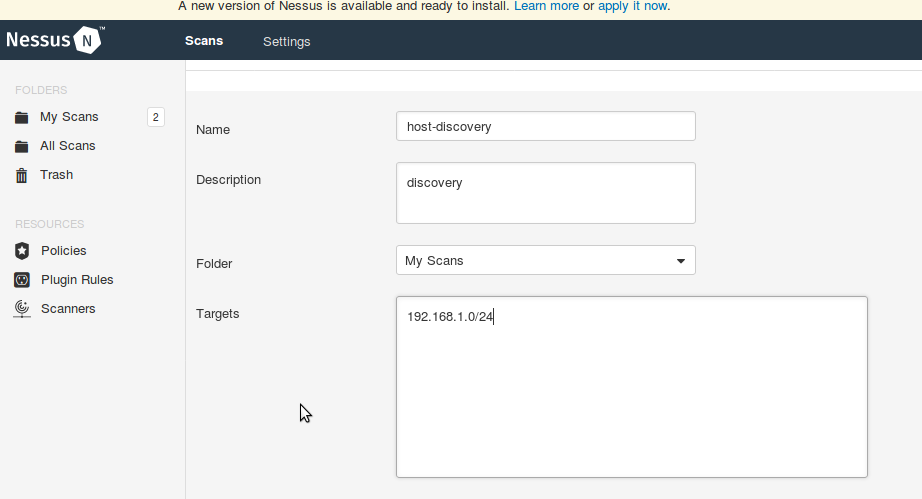 A new version of Nessus is available and ready to install. Learn more or apply it now.
Nessus N ™
Scans
Settings
FOLDERS
My Scans 2
All Scans
Trash
RESOURCES
Policies
Plugin Rules
Scanners
Name host-discovery
Description discovery
Folder My Scans
Targets 192.168.1.0/24